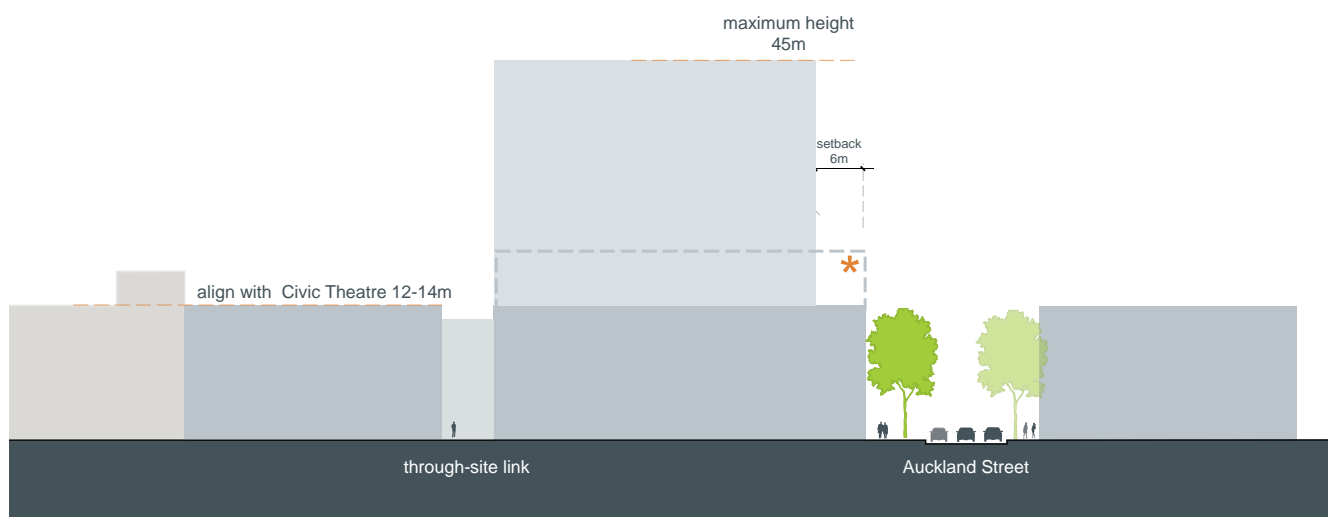 maximum height
45m
setback
6m
*
align with Civic Theatre 12-14m
through-site link
Auckland Street